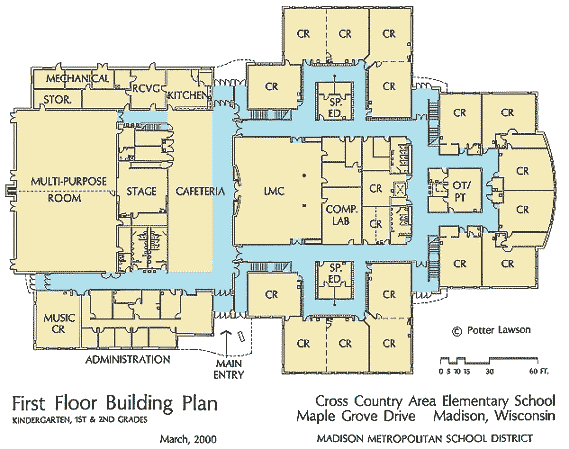 CR CR CR
MECHANICAL
RCVG
KITCHEN
STOR.
CR
SP.
ED.
CR
CR CR
MULTI-PURPOSE
ROOM
STAGE
CAFETERIA
LMC
CR
COMP.
LAB
CR
OT/
PT
CR
CR
CR CR
SP.
ED.
CR
CR
MUSIC
CR
CR CR CR
ADMINISTRATION
MAIN
ENTRY
© Potter Lawson
0 5 10 15 30 60 FT.
First Floor Building Plan
KINDERGARTEN, 1ST & 2ND GRADES
March, 2000
Cross Country Area Elementary School
Maple Grove Drive Madison, Wisconsin
MADISON METROPOLITAN SCHOOL DISTRICT